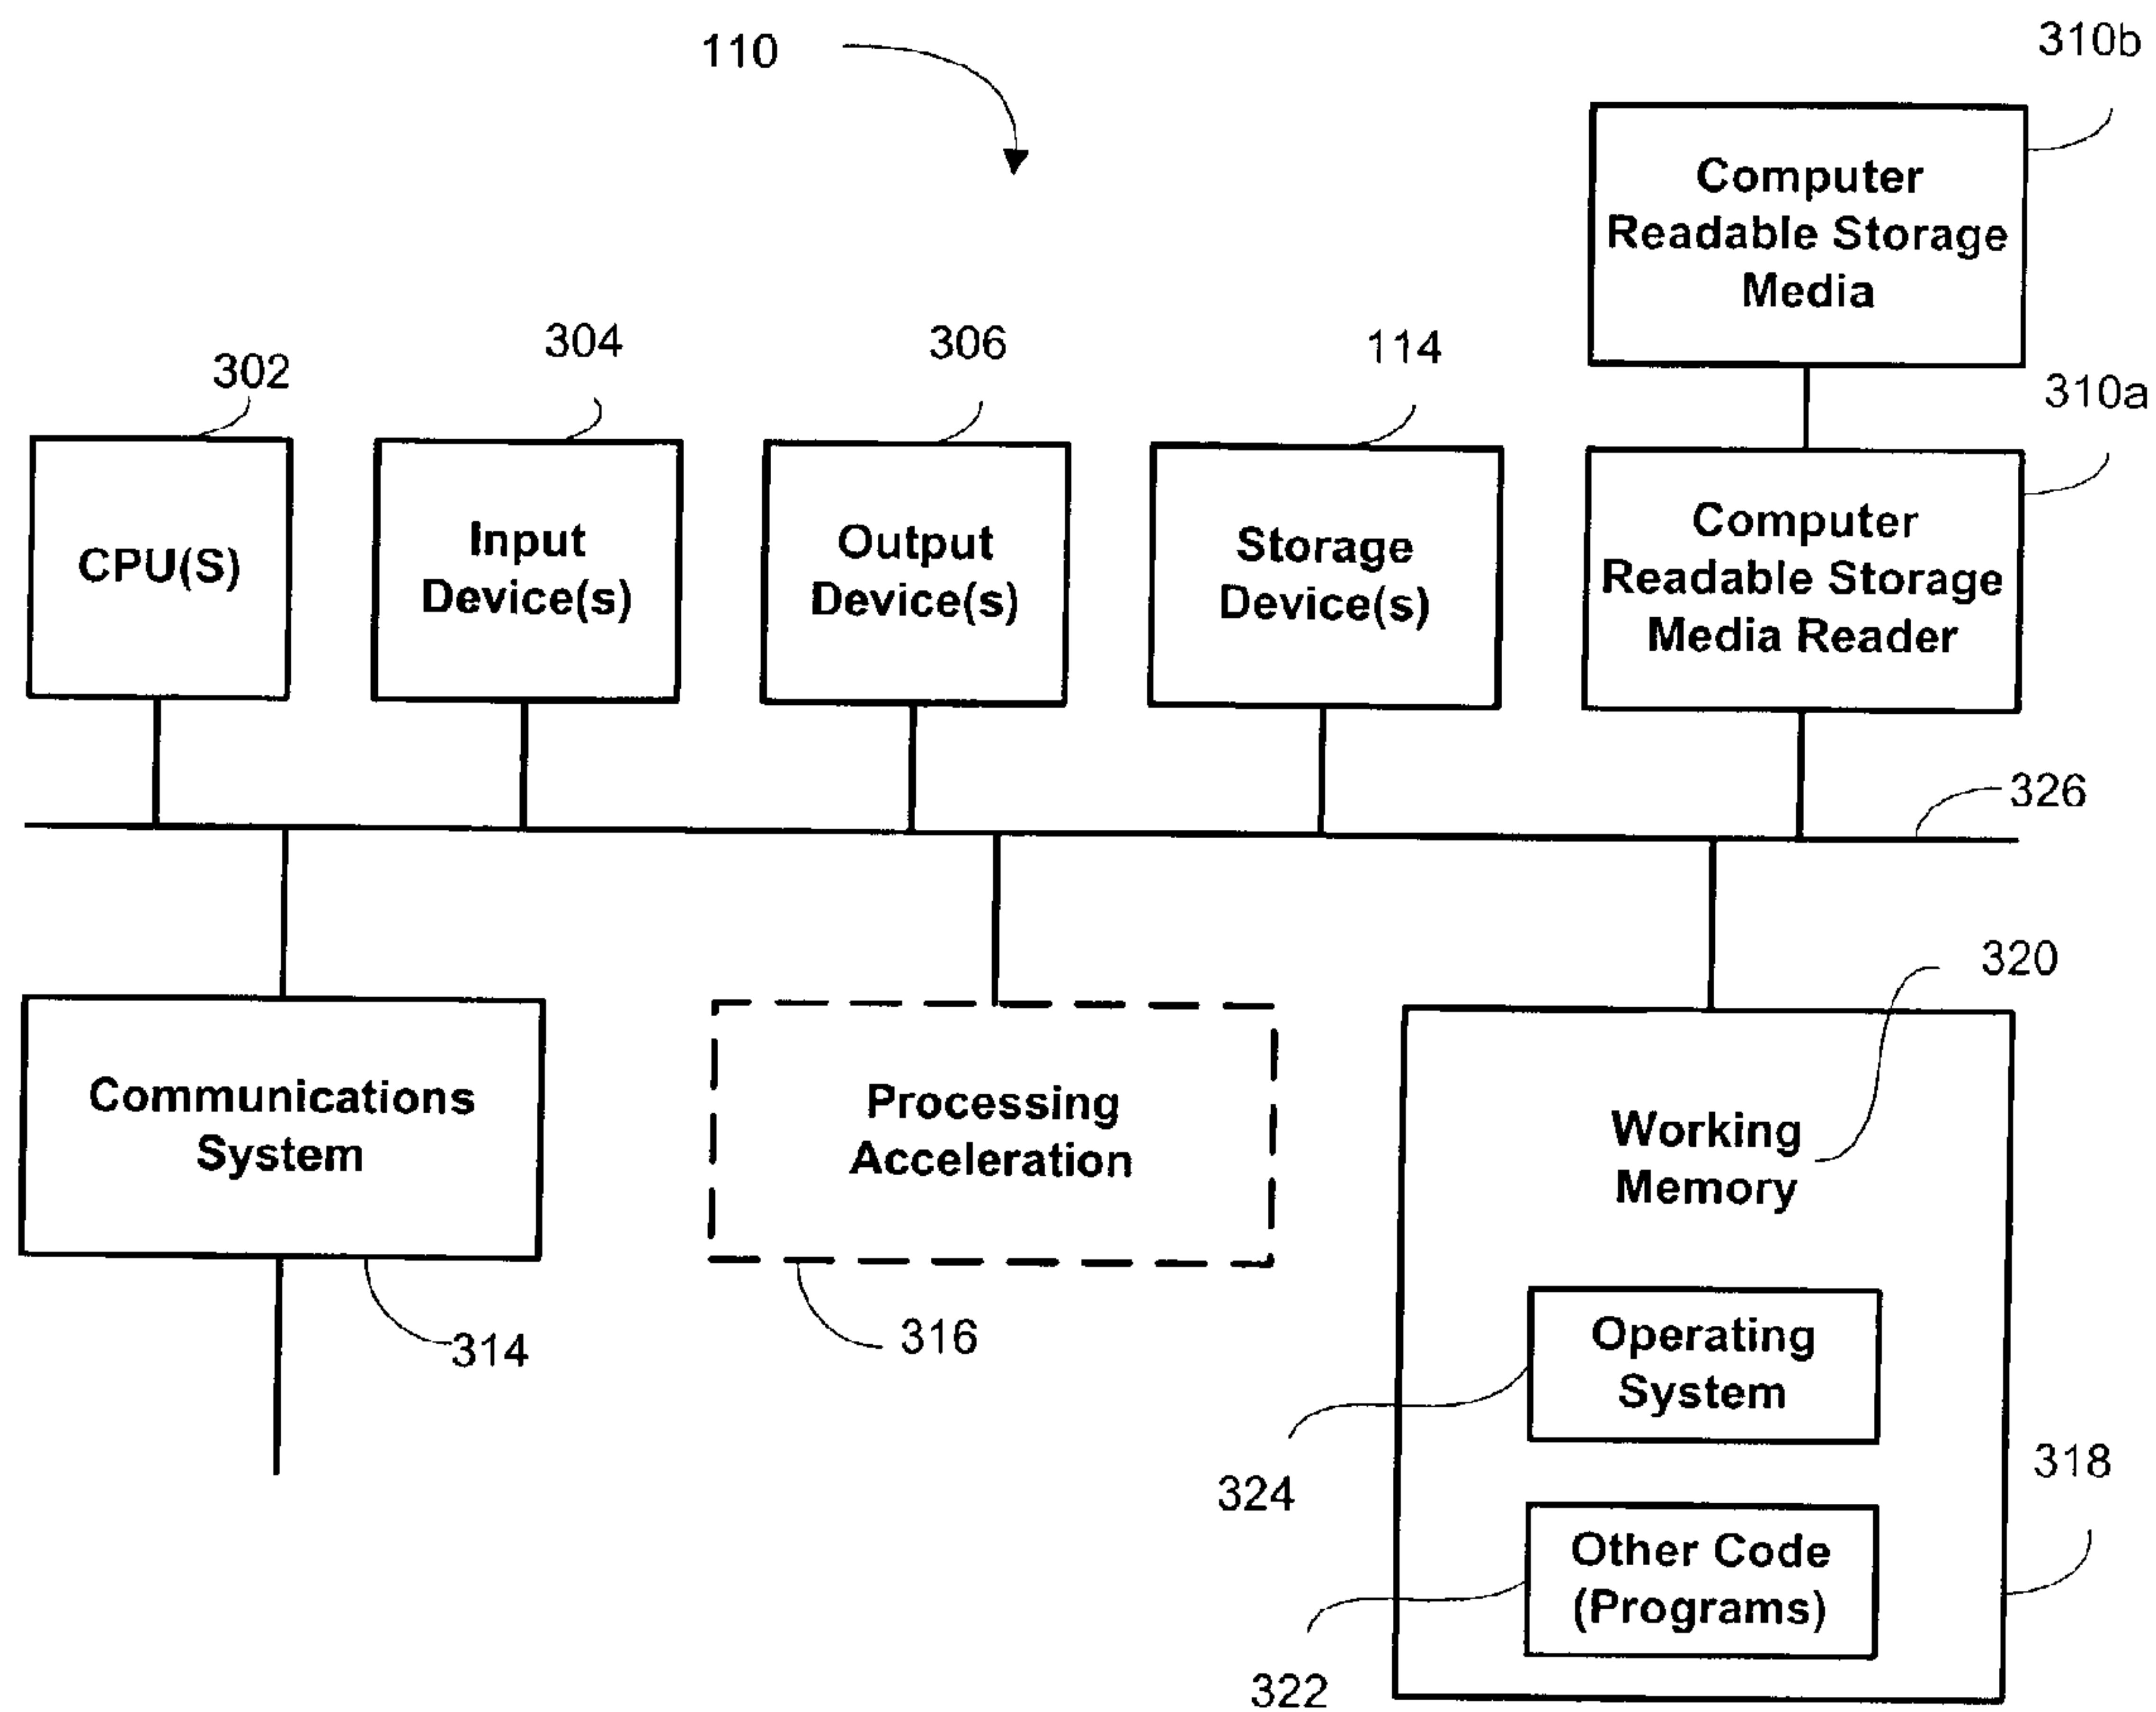 110
310b
Computer
Readable Storage
Media
302
304
306
114
310a
CPU(S)
Input
Device(s)
Output
Device(s)
Storage
Device(s)
Computer
Readable Storage
Media Reader
326
Communications
System
314
Processing
Acceleration
316
320
Working
Memory
Operating
System
324
318
Other Code
(Programs)
322